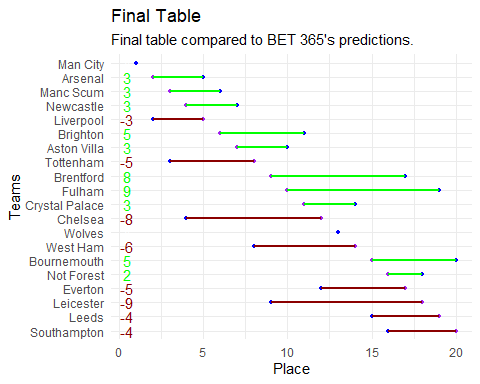 Final Table
Final table compared to BET 365's predictions.
Teams
Man City
Arsenal 3
Manc Scum 3
Newcastle 3
Liverpool -3
Brighton 5
Aston Villa 3
Tottenham -5
Brentford 8
Fulham 9
Crystal Palace 3
Chelsea -8
Wolves
West Ham -6
Bournemouth 5
Not Forest 2
Everton -5
Leicester -9
Leeds -4
Southampton -4
0 5 10 15 20
Place